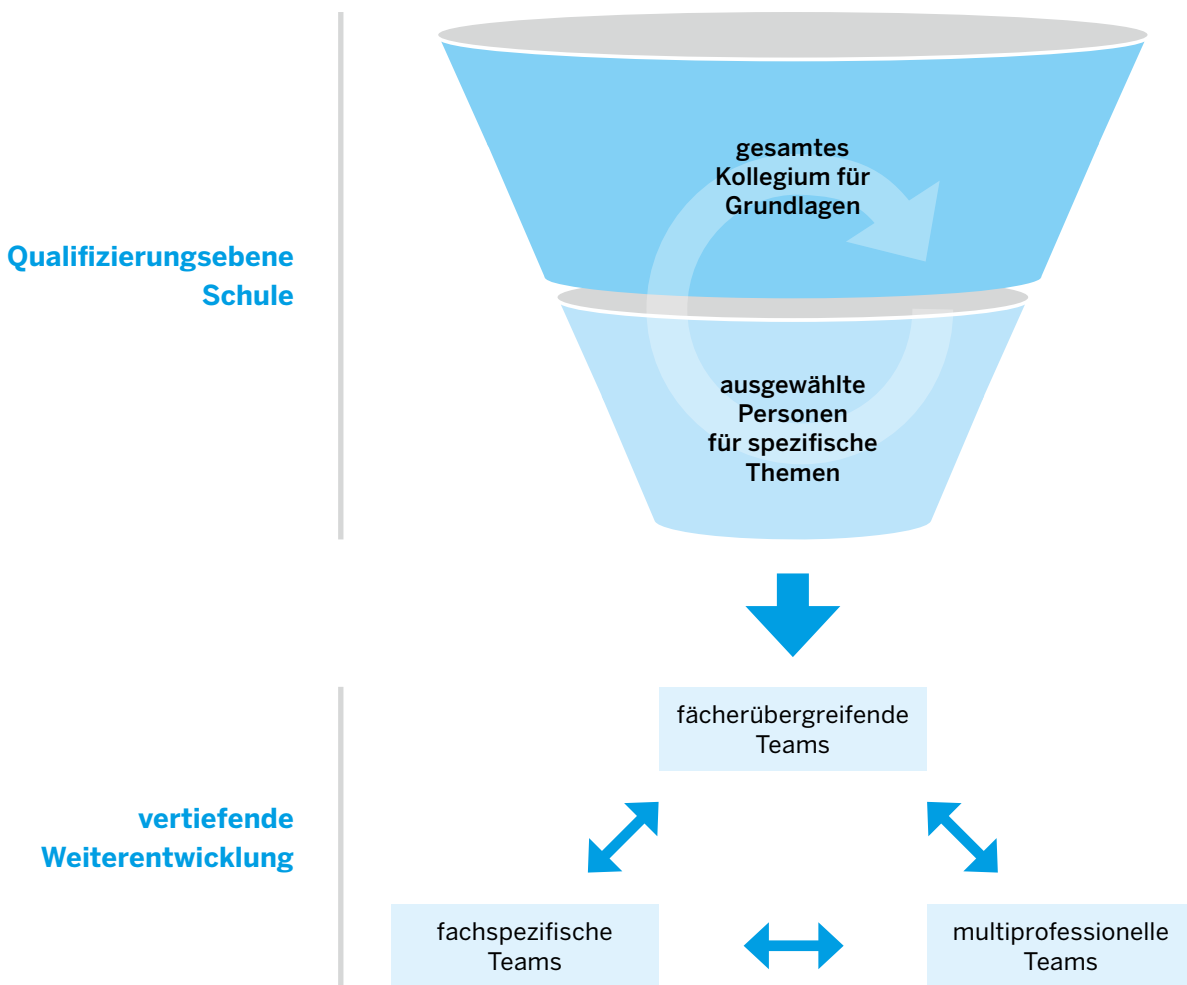 gesamtes
Kollegium für
Grundlagen
Qualifizierungsebene
Schule
ausgewählte
Personen
für spezifische
Themen
fächerübergreifende
Teams
vertiefende
Weiterentwicklung
fachspezifische
Teams
multiprofessionelle
Teams